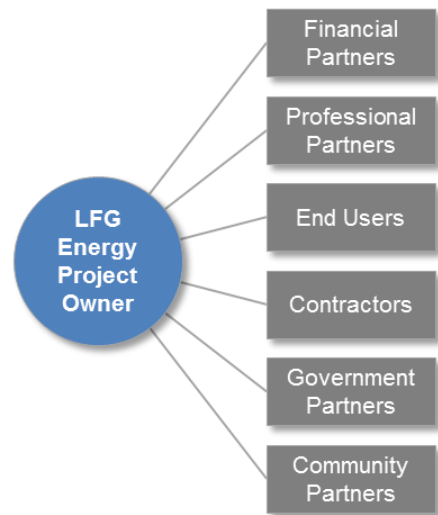 Financial
Partners
Professional
Partners
End Users
LFG
Energy
Project
Owner
Contractors
Government
Partners
Community
Partners